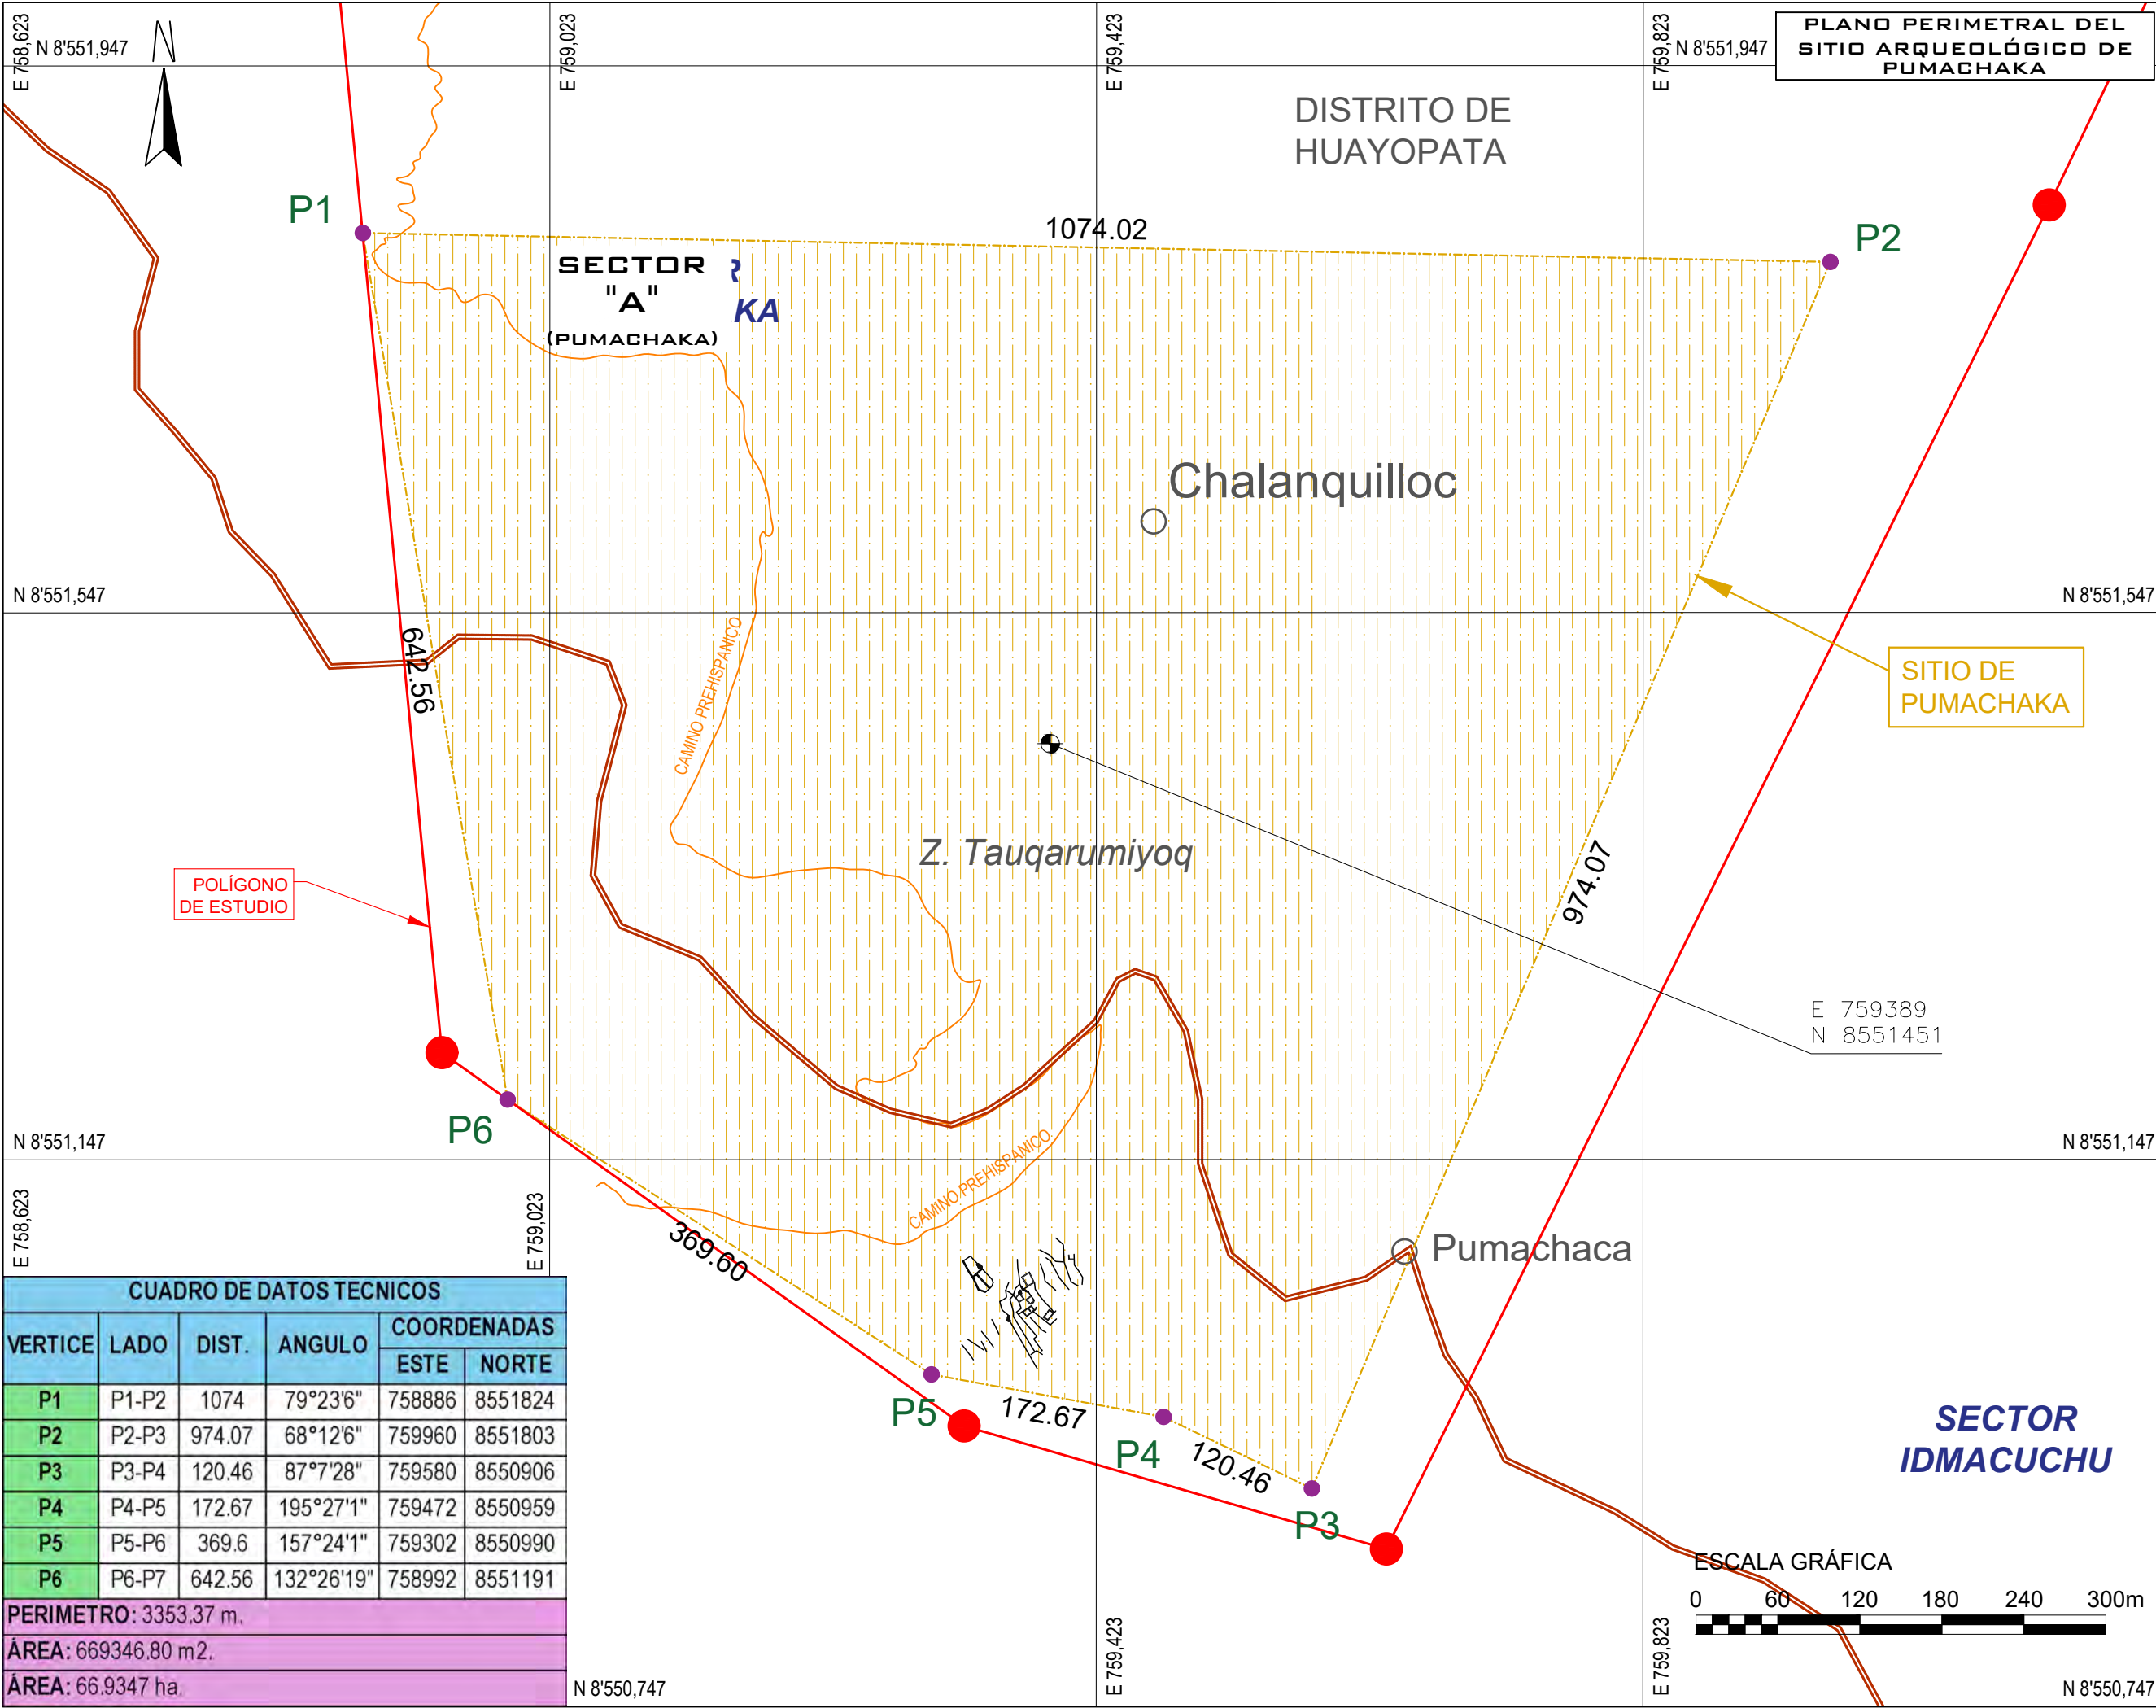 PLANO PERIMETRAL DEL
SITIO ARQUEOLÓGICO DE
PUMACHAKA
E 758,623
N 8'551,947
N
E 759,023
E 759,423
E 759,823
N 8'551,947
DISTRITO DE
HUAYOPATA
P1
1074.02
P2
SECTOR
"A"
(PUMACHAKA)
KA
Chalanquilloc
N 8'551,547
N 8'551,547
642.56
CAMINO PREHISPANICO
SITIO DE
PUMACHAKA
Z. Tauqarumiyoq
974.07
POLÍGONO
DE ESTUDIO
E 759389
N 8551451
P6
N 8'551,147
N 8'551,147
CAMINO PREHISPANICO
E 758,623
E 759,023
369.60
Pumachaca
P5
172.67
P4
120.46
P3
SECTOR
IDMACUCHU
CUADRO DE DATOS TECNICOS
VERTICE LADO DIST. ANGULO COORDENADAS
ESTE NORTE
P1 P1-P2 1074 79°23'6" 758886 8551824
P2 P2-P3 974.07 68°12'6" 759960 8551803
P3 P3-P4 120.46 87°7'28" 759580 8550906
P4 P4-P5 172.67 195°27'1" 759472 8550959
P5 P5-P6 369.6 157°24'1" 759302 8550990
P6 P6-P7 642.56 132°26'19" 758992 8551191
PERIMETRO: 3353.37 m.
ÁREA: 669346.80 m2.
ÁREA: 66.9347 ha.
ESCALA GRÁFICA
0 60 120 180 240 300m
N 8'550,747
E 759,423
E 759,823
N 8'550,747